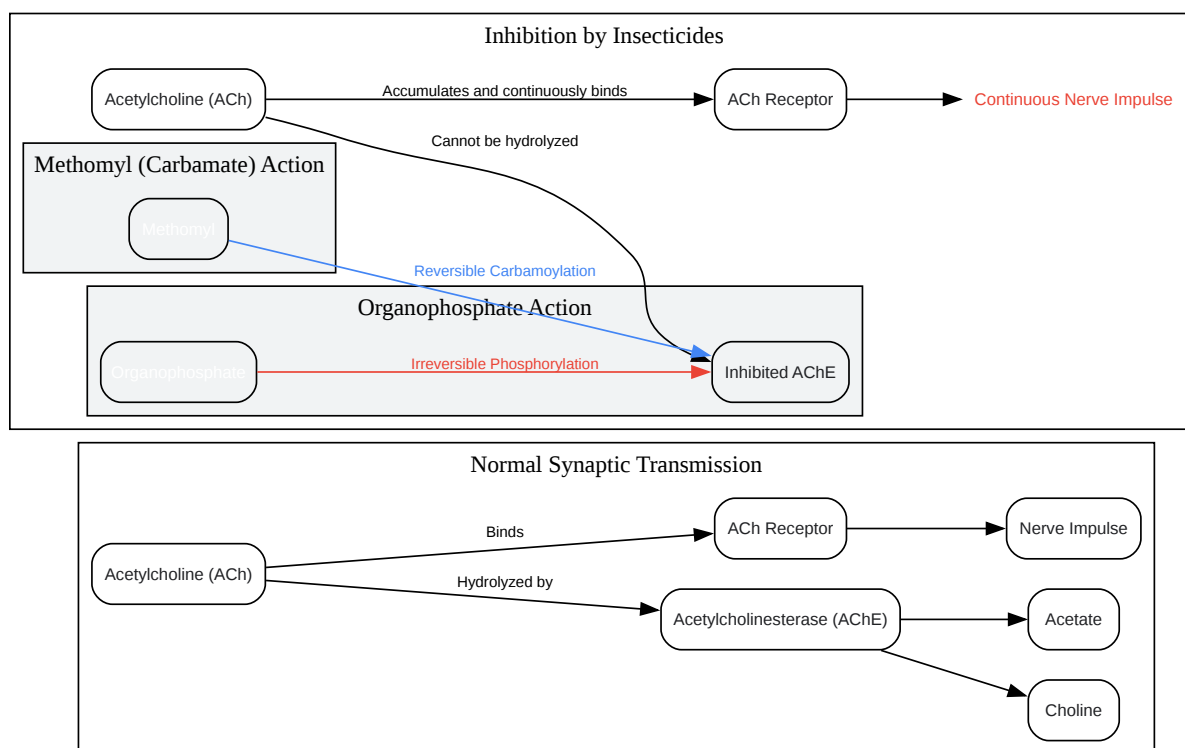 Inhibition by Insecticides
Acetylcholine (ACh)
Accumulates and continuously binds
ACh Receptor
Continuous Nerve Impulse
Cannot be hydrolyzed
Methomyl (Carbamate) Action
Methomyl
Reversible Carbamoylation
Organophosphate Action
Organophosphate
Irreversible Phosphorylation
Inhibited AChE
Normal Synaptic Transmission
Acetylcholine (ACh)
Binds
ACh Receptor
Nerve Impulse
Hydrolyzed by
Acetylcholinesterase (AChE)
Acetate
Choline